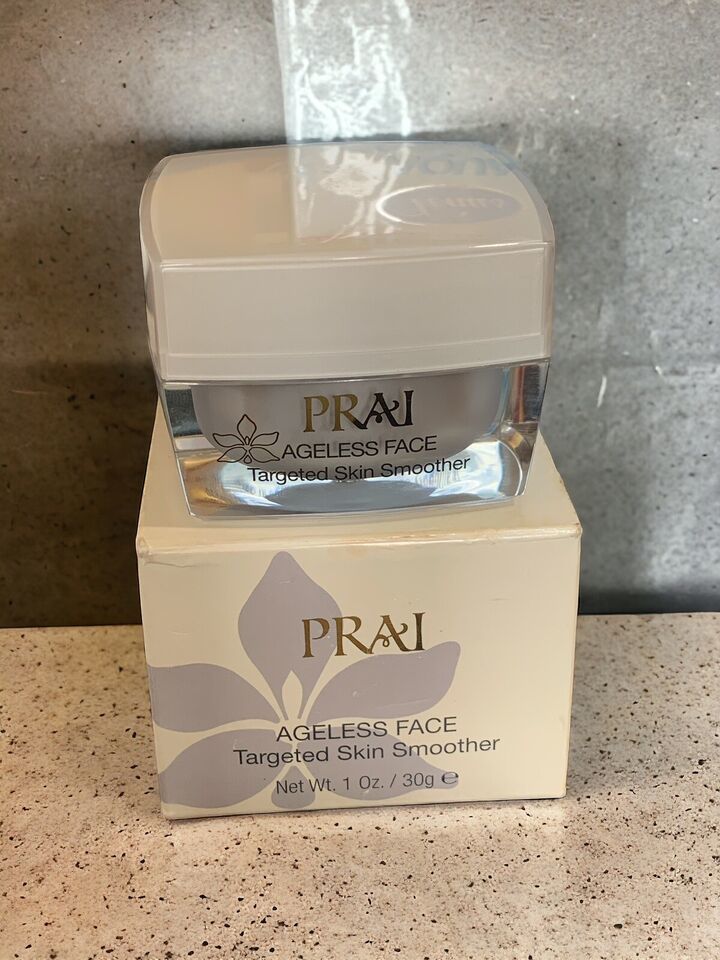 PRAI
AGELESS FACE
Targeted Skin Smoother
PRAI
AGELESS FACE
Targeted Skin Smoother
Net Wt. 1 Oz. / 30g ℮